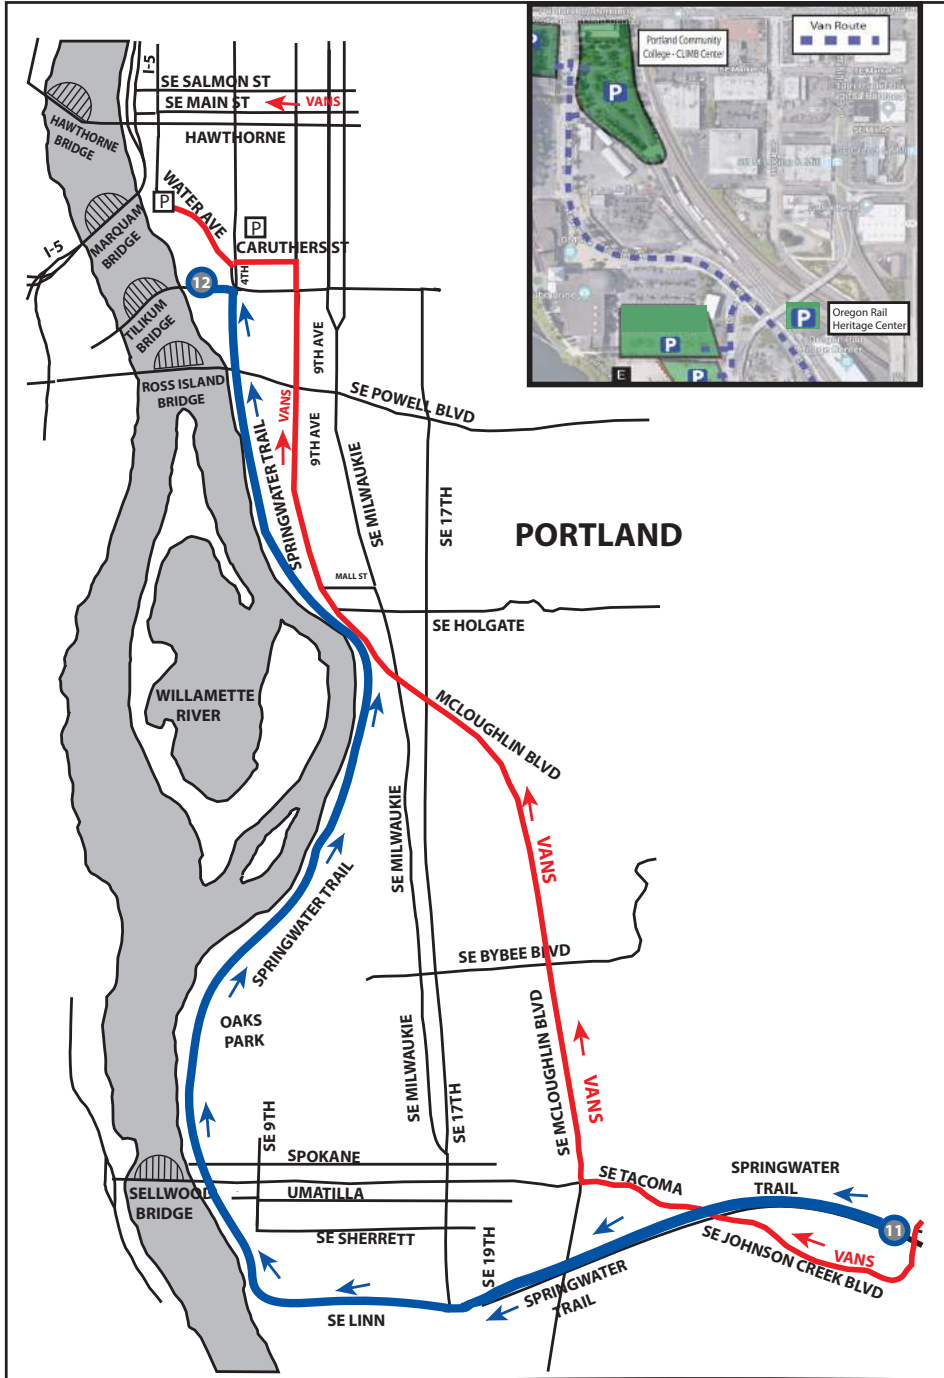 I-5
SE SALMON ST
SE MAIN ST
VANS
HAWTHORNE
HAWTHORNE
BRIDGE
P
WATER AVE
P
CARUTHERS ST
MARQUAM
BRIDGE
I-5
4TH
12
TILIKUM
BRIDGE
9TH AVE
ROSS ISLAND
BRIDGE
SE POWELL BLVD
VANS
9TH AVE
SPRINGWATER TRAIL
SE MILWAUKIE
SE 17TH
PORTLAND
MALL ST
SE HOLGATE
WILLAMETTE
RIVER
MCLOUGHLIN BLVD
SE MILWAUKIE
VANS
SPRINGWATER TRAIL
SE BYBEE BLVD
OAKS
PARK
SE MILWAUKIE
SE 17TH
SE MCLOUGHLIN BLVD
VANS
SE 9TH
SPOKANE
SELLWOOD
BRIDGE
UMATILLA
SE SHERRETT
SE TACOMA
SPRINGWATER
TRAIL
11
SE JOHNSON CREEK BLVD
VANS
SE 19TH
SPRINGWATER
TRAIL
SE LINN
Van Route
Portland Community
College - CLIMB Center
P
P
P
P
Oregon Rail
Heritage Center
E